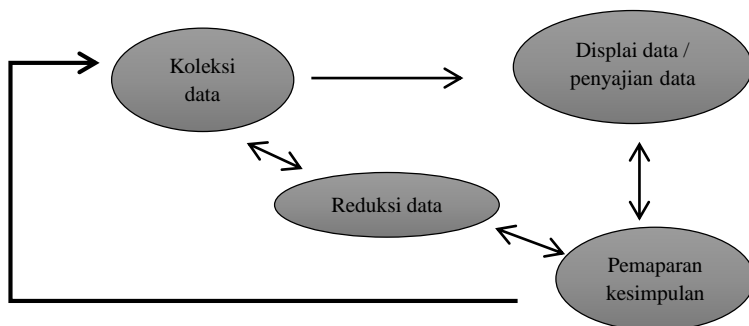 Koleksi
data
Displai data /
penyajian data
Reduksi data
Pemaparan
kesimpulan